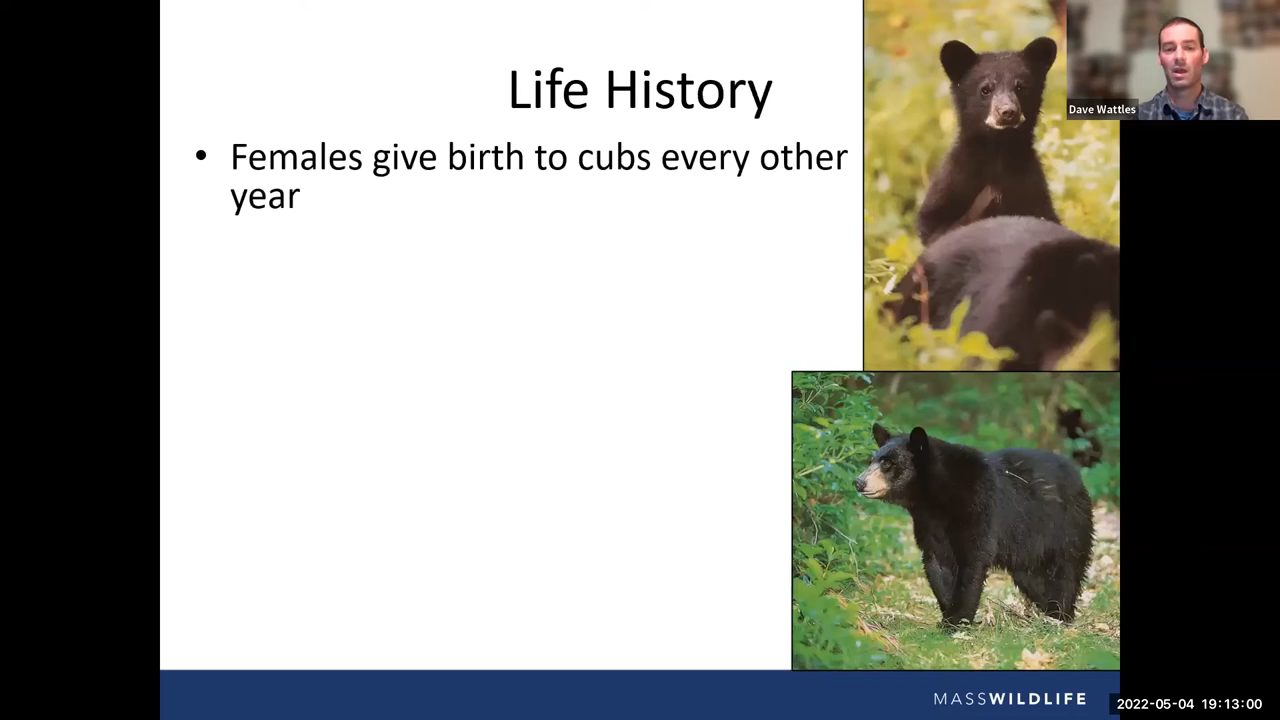 Life History
• Females give birth to cubs every other
year
Dave Wattles
MASSWILDLIFE
2022-05-04 19:13:00